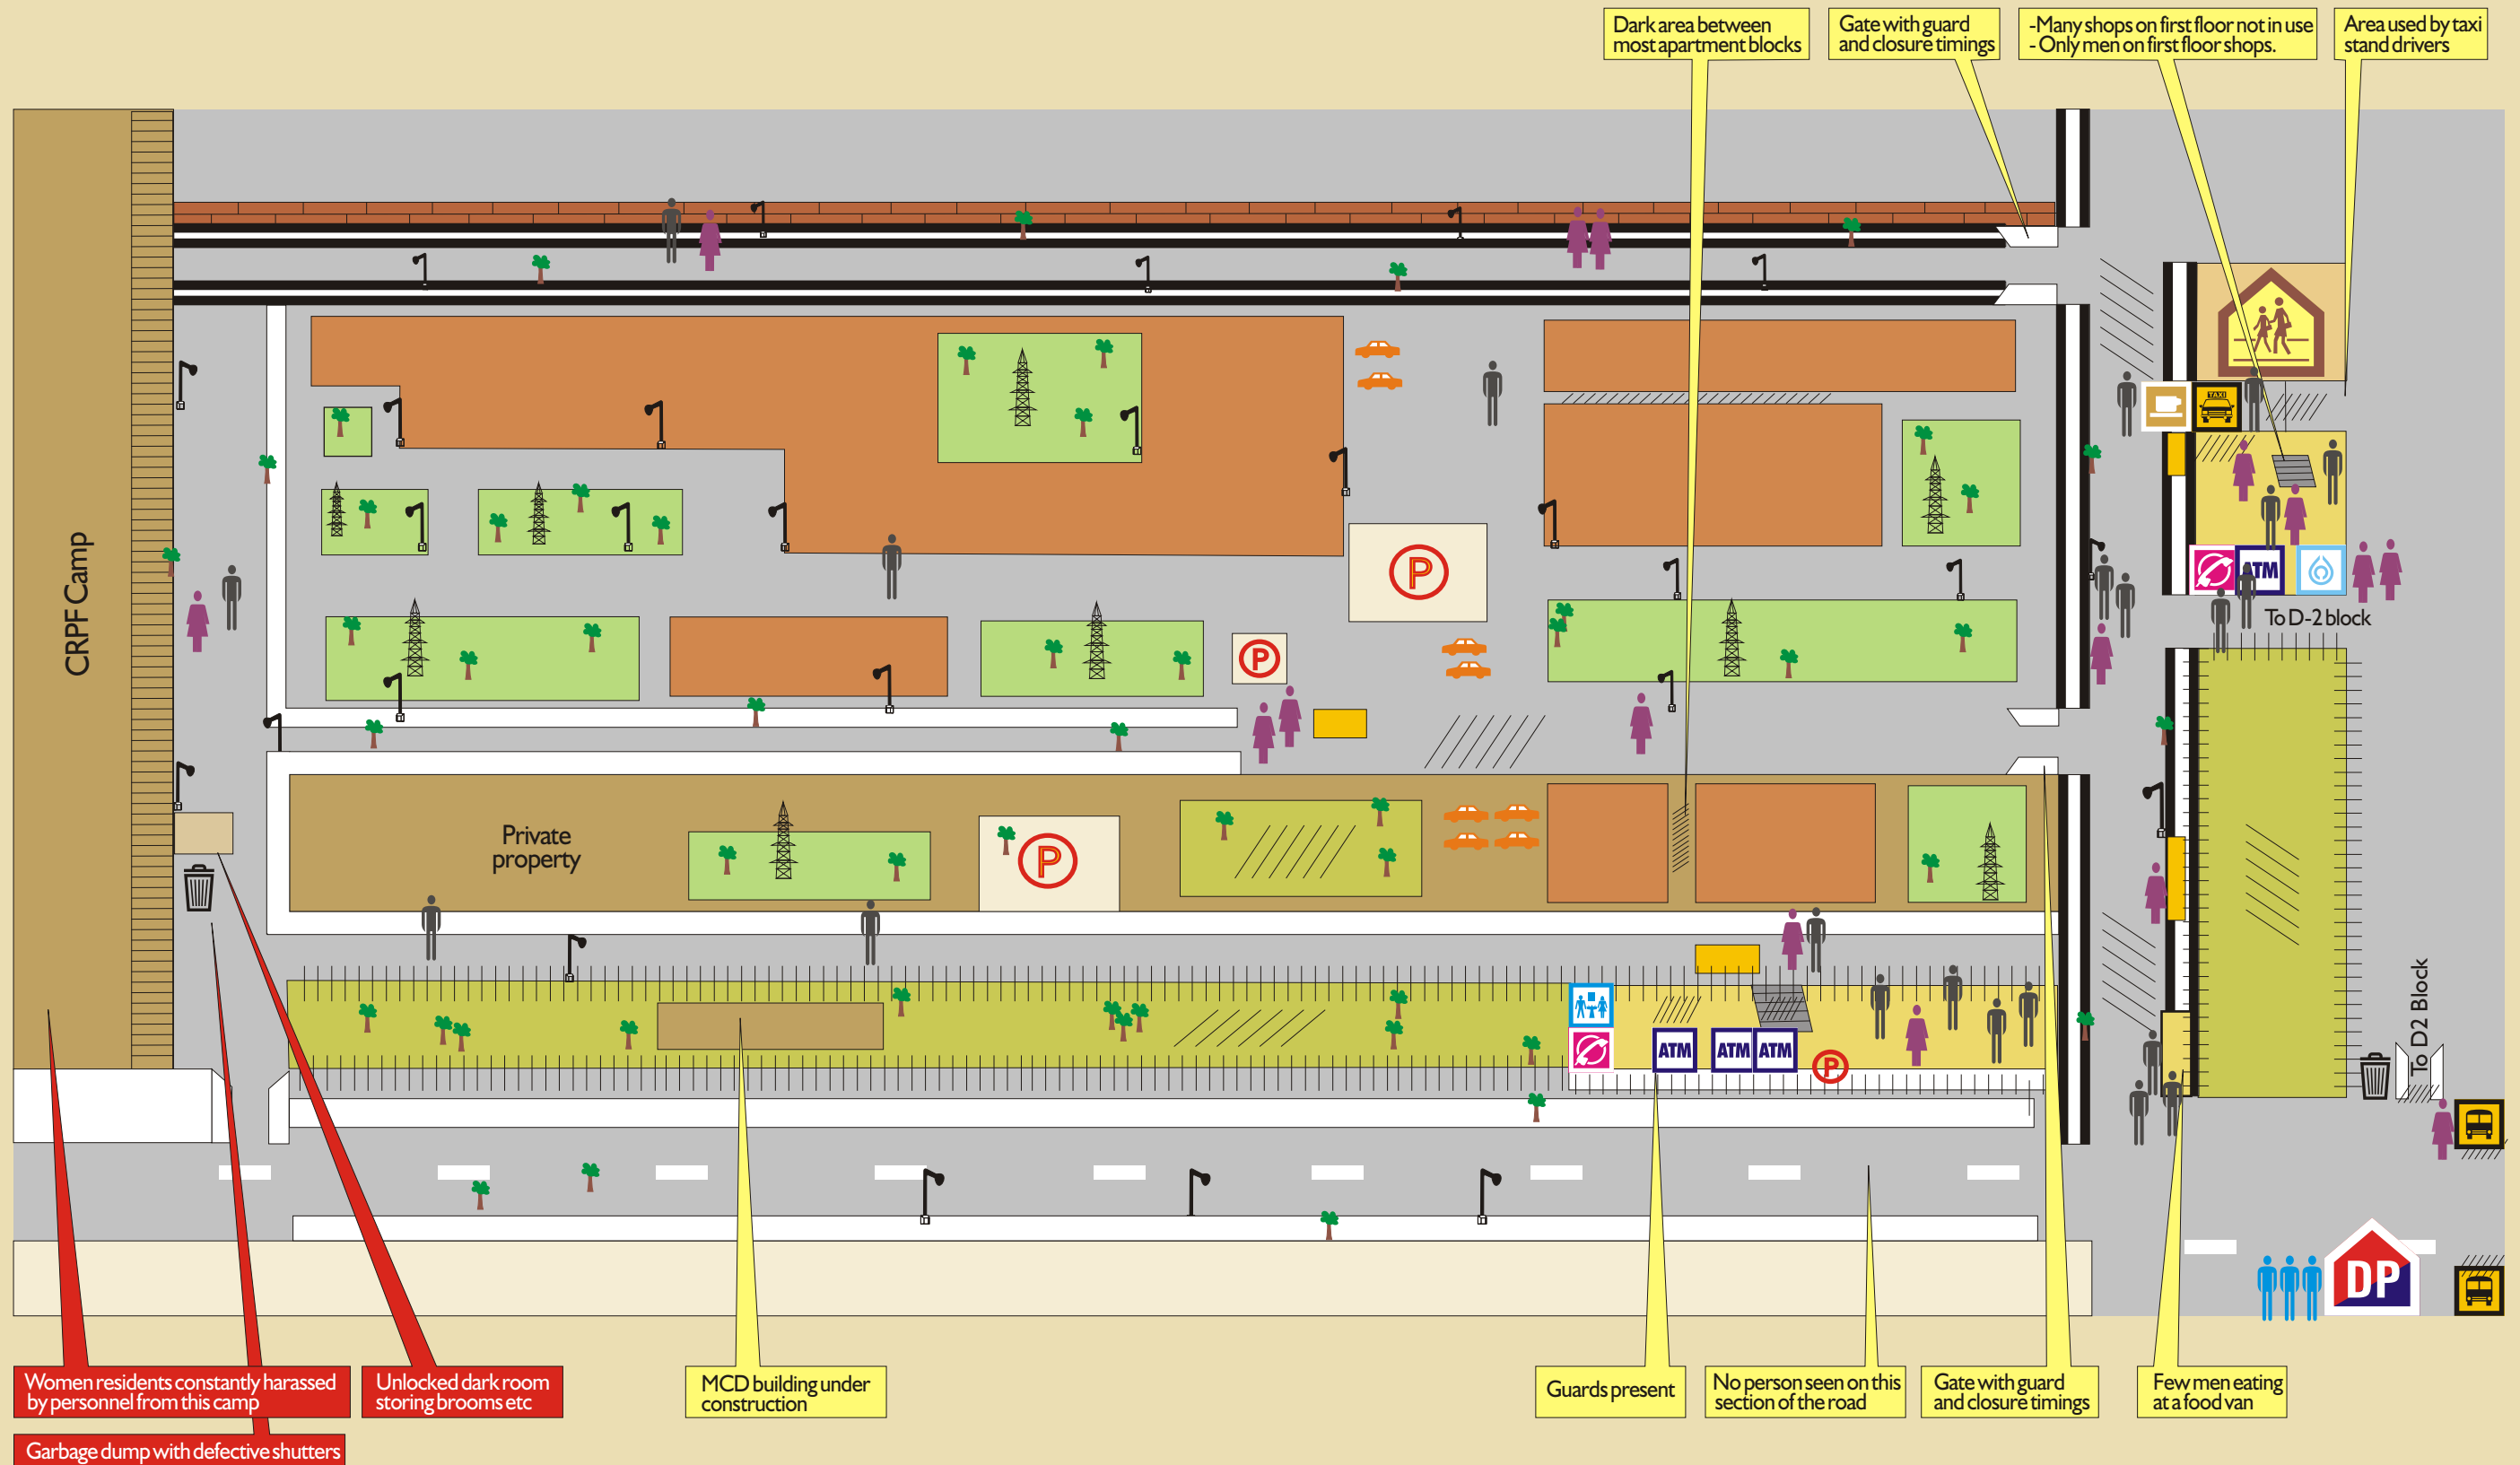 Dark area between
most apartment blocks
Gate with guard
and closure timings
-Many shops on first floor not in use
- Only men on first floor shops.
Area used by taxi
stand drivers
TAXI
CRPF Camp
P
ATM
To D-2 block
P
Private
property
P
To D2 Block
ATM
ATM
ATM
P
DP
Women residents constantly harassed
by personnel from this camp
Unlocked dark room
storing brooms etc
MCD building under
construction
Guards present
No person seen on this
section of the road
Gate with guard
and closure timings
Few men eating
at a food van
Garbage dump with defective shutters